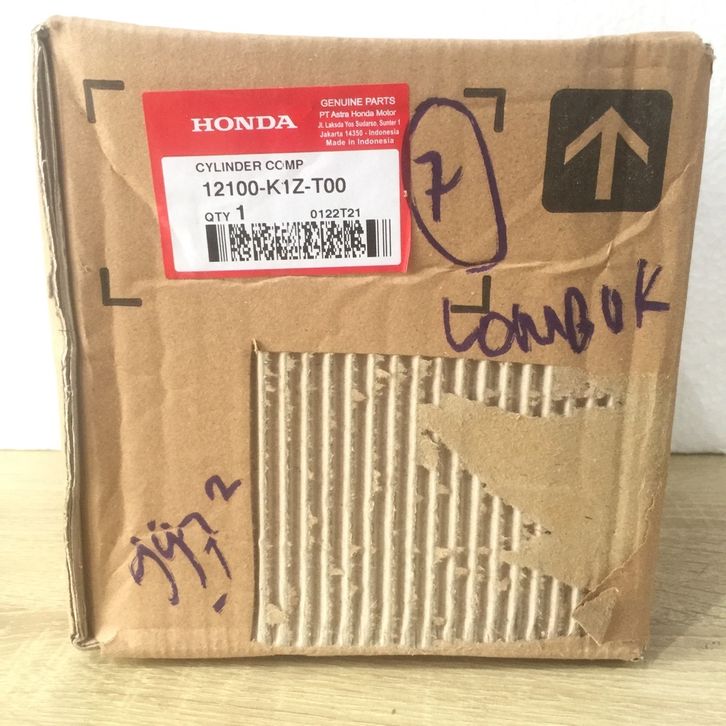 HONDA
GENUINE PARTS
PT Astra Honda Motor
Jl. Laksda Yos Sudarso, Sunter 1
Jakarta 14350 - Indonesia
Made in Indonesia
CYLINDER COMP
12100-K1Z-T00
QTY 1 0122T21
7
LOMBOK